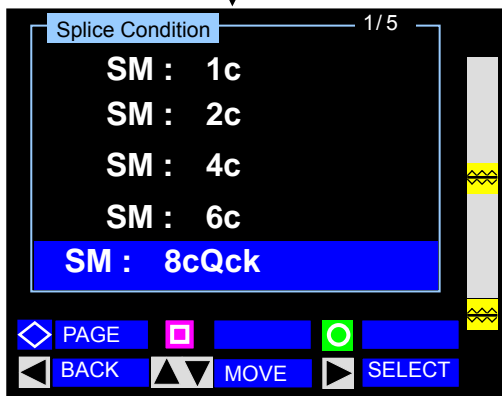 Splice Condition 1/5
SM : 1c
SM : 2c
SM : 4c
SM : 6c
SM : 8cQck
PAGE
BACK MOVE SELECT